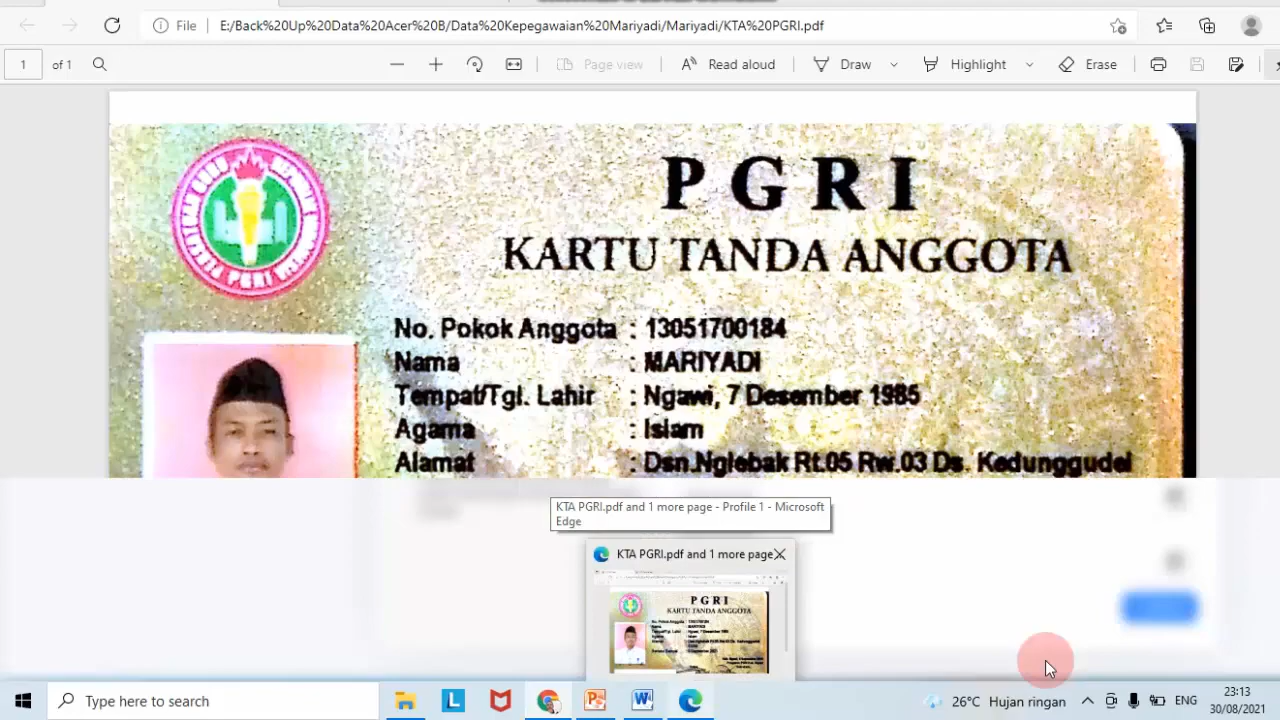 File
E:/Back%20Up%20Data%20Acer%20B/Data%20Kepegawaian%20Mariyadi/Mariyadi/KTA%20PGRI.pdf
1 of 1
Page view
Read aloud
Draw
Highlight
Erase
P G R I
KARTU TANDA ANGGOTA
No. Pokok Anggota : 13051700184
Nama : MARIYADI
Tempat/Tgl. Lahir : Ngawi, 7 Desember 1985
Agama : Islam
Alamat : Dsn.Nglebak Rt.05 Rw.03 Ds. Kedunggudel
PGRI
KTA PGRI.pdf and 1 more page - Profile 1 - Microsoft
Edge
KTA PGRI.pdf and 1 more page
P G R I
KARTU TANDA ANGGOTA
Type here to search
26°C Hujan ringan
ENG
23:13
30/08/2021